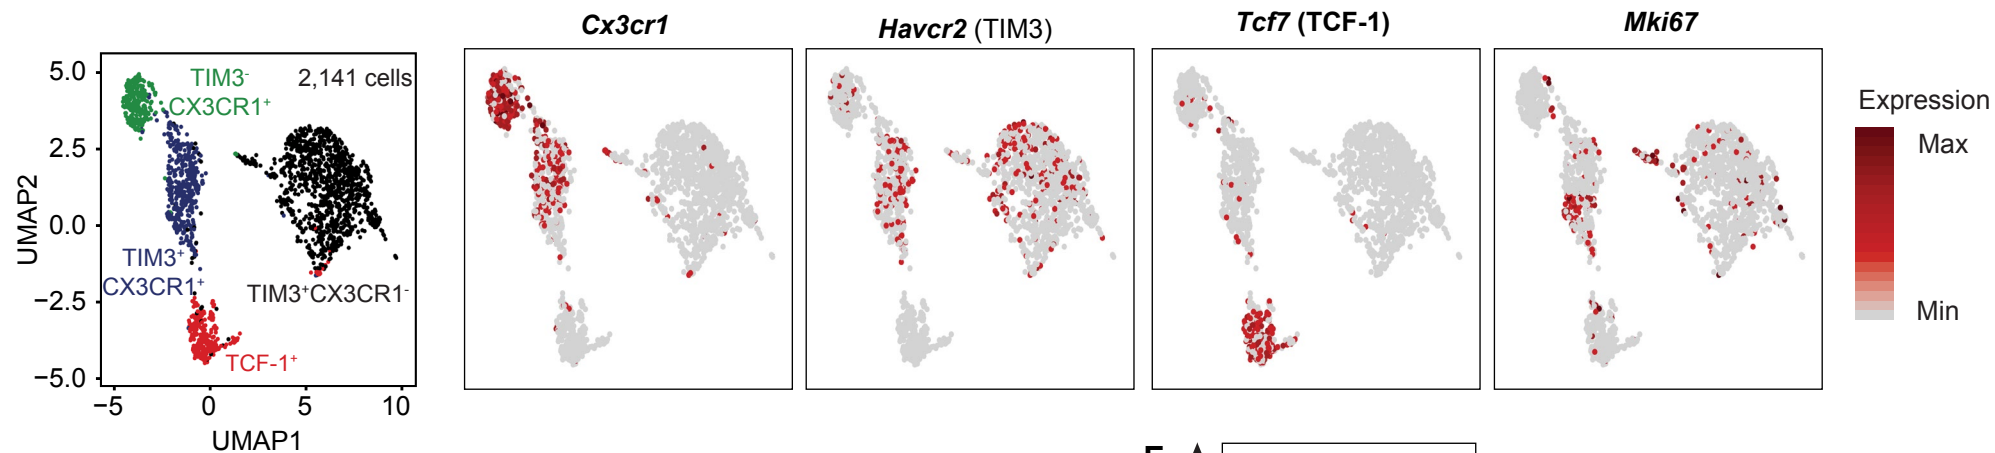 Cx3cr1
Havcr2 (TIM3)
Tcf7 (TCF-1)
Mki67
5.0
2.5
0.0
−2.5
−5.0
UMAP2
TIM3-
CX3CR1+
2,141 cells
TIM3+
CX3CR1+
TIM3+CX3CR1-
TCF-1+
−5
0
5
10
UMAP1
Expression
Max
Min